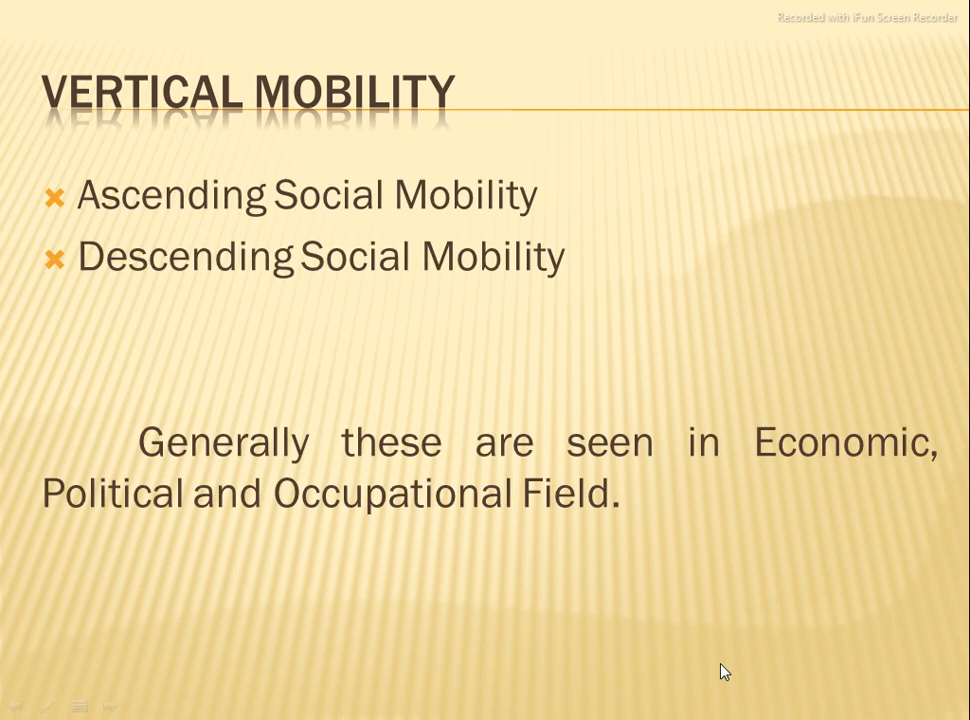 Recorded with iFun Screen Recorder
VERTICAL MOBILITY
Ascending Social Mobility
Descending Social Mobility
Generally these are seen in Economic,
Political and Occupational Field.